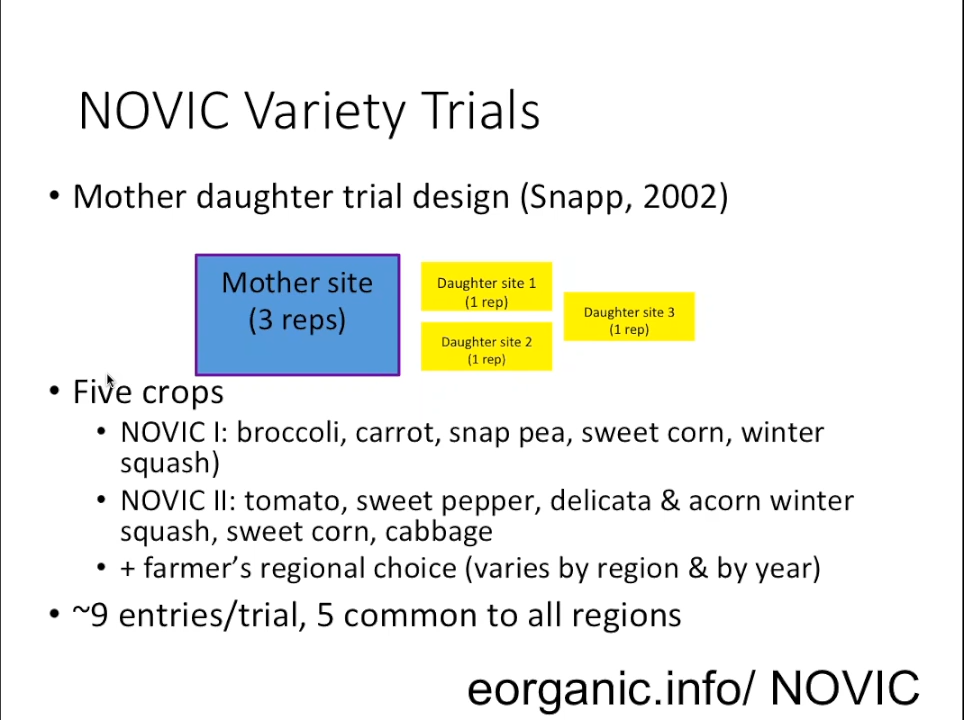 NOVIC Variety Trials
• Mother daughter trial design (Snapp, 2002)
Mother site
(3 reps)
Daughter site 1
(1 rep)
Daughter site 2
(1 rep)
Daughter site 3
(1 rep)
• Five crops
• NOVIC I: broccoli, carrot, snap pea, sweet corn, winter
squash)
• NOVIC II: tomato, sweet pepper, delicata & acorn winter
squash, sweet corn, cabbage
• + farmer’s regional choice (varies by region & by year)
• ~9 entries/trial, 5 common to all regions
eorganic.info/ NOVIC